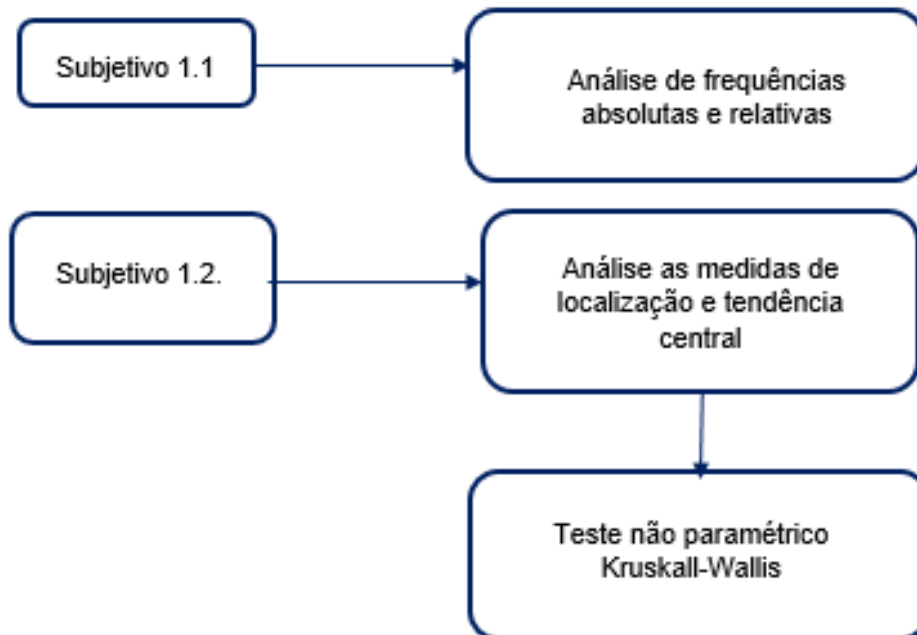 Subjetivo 1.1
Análise de frequências
absolutas e relativas
Subjetivo 1.2.
Análise as medidas de
localização e tendência
central
Teste não paramétrico
Kruskall-Wallis